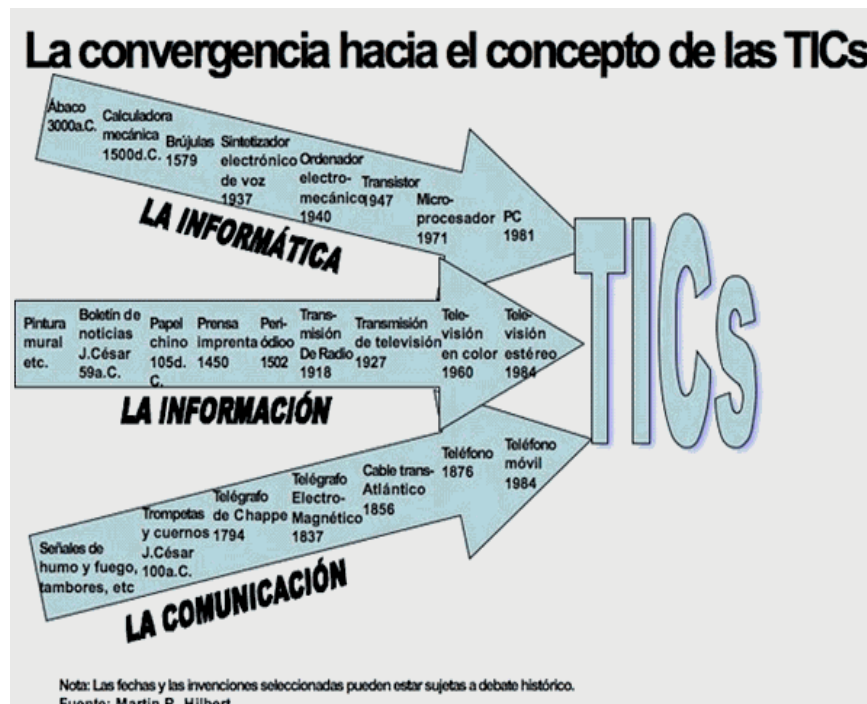 La convergencia hacia el concepto de las TICs
Ábaco
3000a.C.
Calculadora
mecánica
1500d.C.
Brújulas
1579
Sintetizador
electrónico
de voz
1937
Ordenador
electro-
mecánico
1940
Transistor
1947
Micro-
procesador
1971
PC
1981
LA INFORMÁTICA
Pintura
mural
etc.
Boletín de
noticias
J.César
59a.C.
Papel
chino
105d.
C.
Prensa
imprenta
1450
Peri-
ódico
1502
Trans-
misión
De Radio
1918
Transmisión
de televisión
1927
Tele-
visión
en color
1960
Tele-
visión
estéreo
1984
LA INFORMACIÓN
Señales de
humo y fuego,
tambores, etc
Trompetas
y cuernos
J.César
100a.C.
Telégrafo
de Chappe
1794
Telégrafo
Electro-
Magnético
1837
Cable trans-
Atlántico
1856
Teléfono
1876
Teléfono
móvil
1984
LA COMUNICACIÓN
TICs
Nota: Las fechas y las invenciones seleccionadas pueden estar sujetas a debate histórico.
Fuente: Martin R. Hilbert